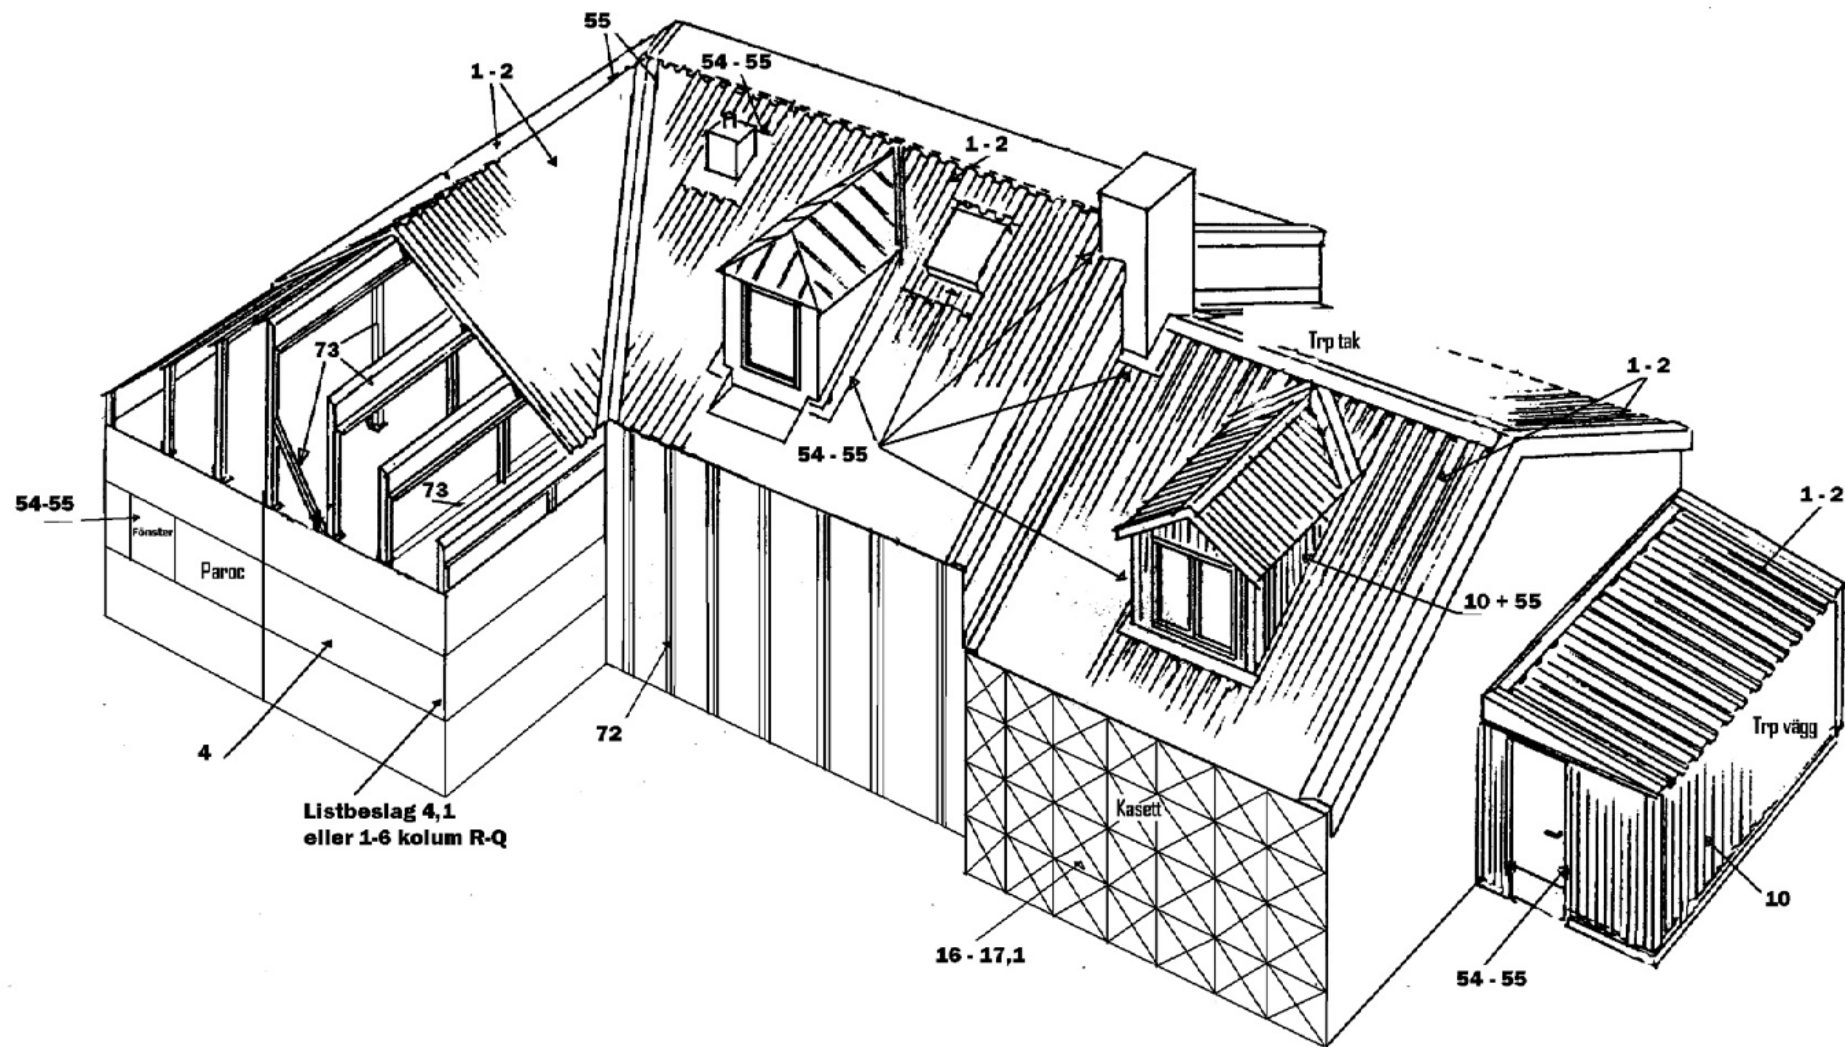 55
1 - 2
54 - 55
1 - 2
Trp tak
1 - 2
73
54 - 55
73
54-55
Fönster
Paroc
1 - 2
10 + 55
4
72
Trp vägg
Listbeslag 4,1
eller 1-6 kolum R-Q
Kasett
10
16 - 17,1
54 - 55